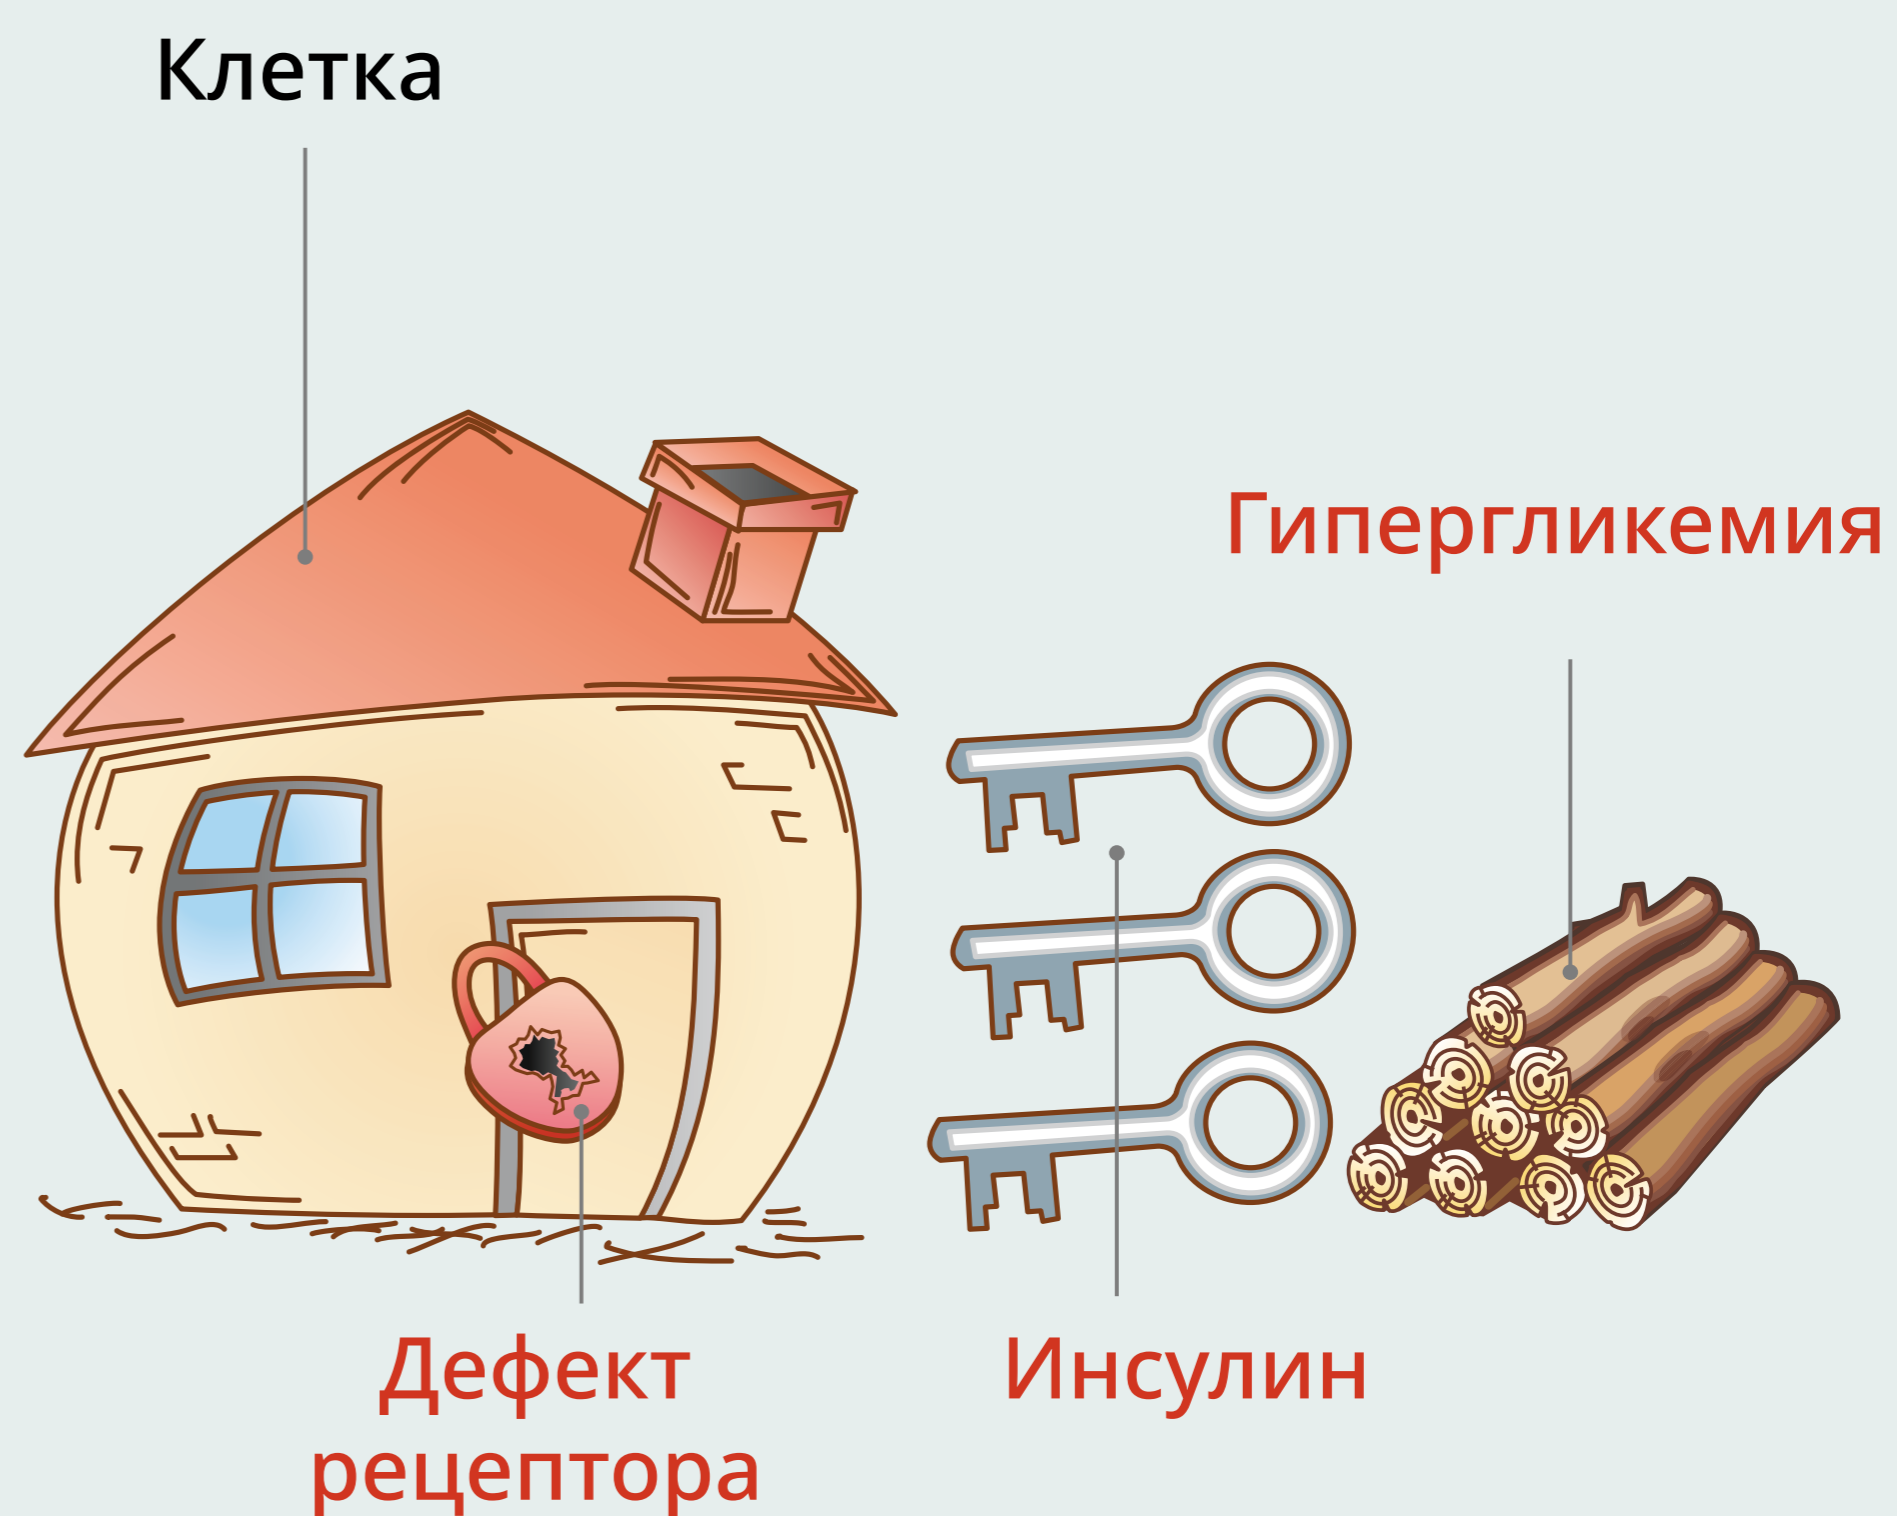 Клетка
Гипергликемия
Дефект
рецептора
Инсулин